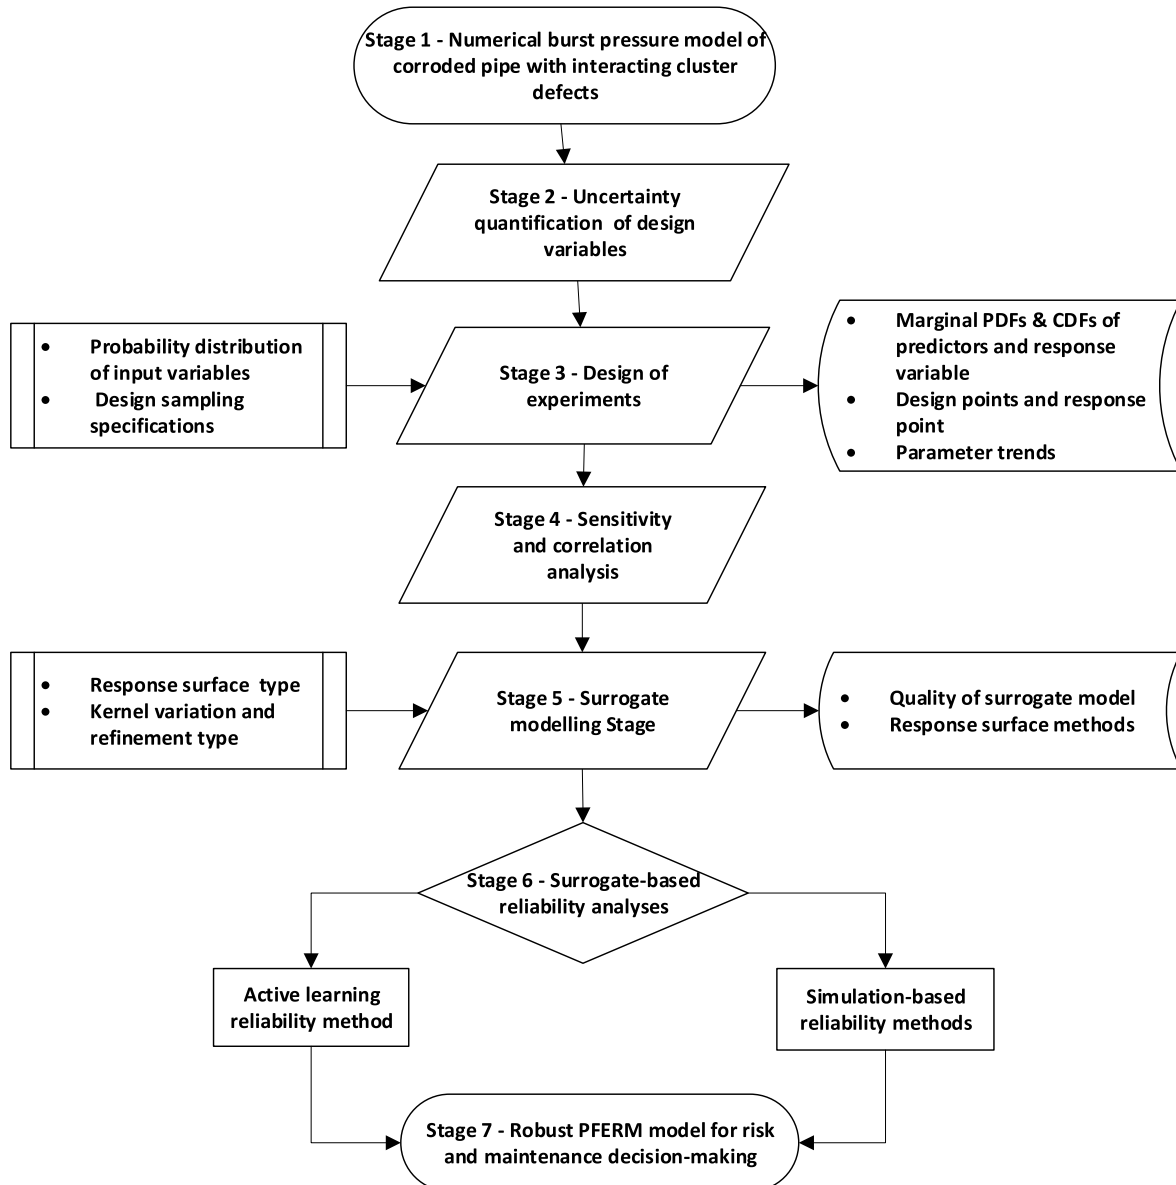 Stage 1 - Numerical burst pressure model of
corroded pipe with interacting cluster
defects
Stage 2 - Uncertainty
quantification of design
variables
• Probability distribution
of input variables
• Design sampling
specifications
Stage 3 - Design of
experiments
• Marginal PDFs & CDFs of
predictors and response
variable
• Design points and response
point
• Parameter trends
Stage 4 - Sensitivity
and correlation
analysis
• Response surface type
• Kernel variation and
refinement type
Stage 5 - Surrogate
modelling Stage
• Quality of surrogate model
• Response surface methods
Stage 6 - Surrogate-based
reliability analyses
Active learning
reliability method
Simulation-based
reliability methods
Stage 7 - Robust PFERM model for risk
and maintenance decision-making